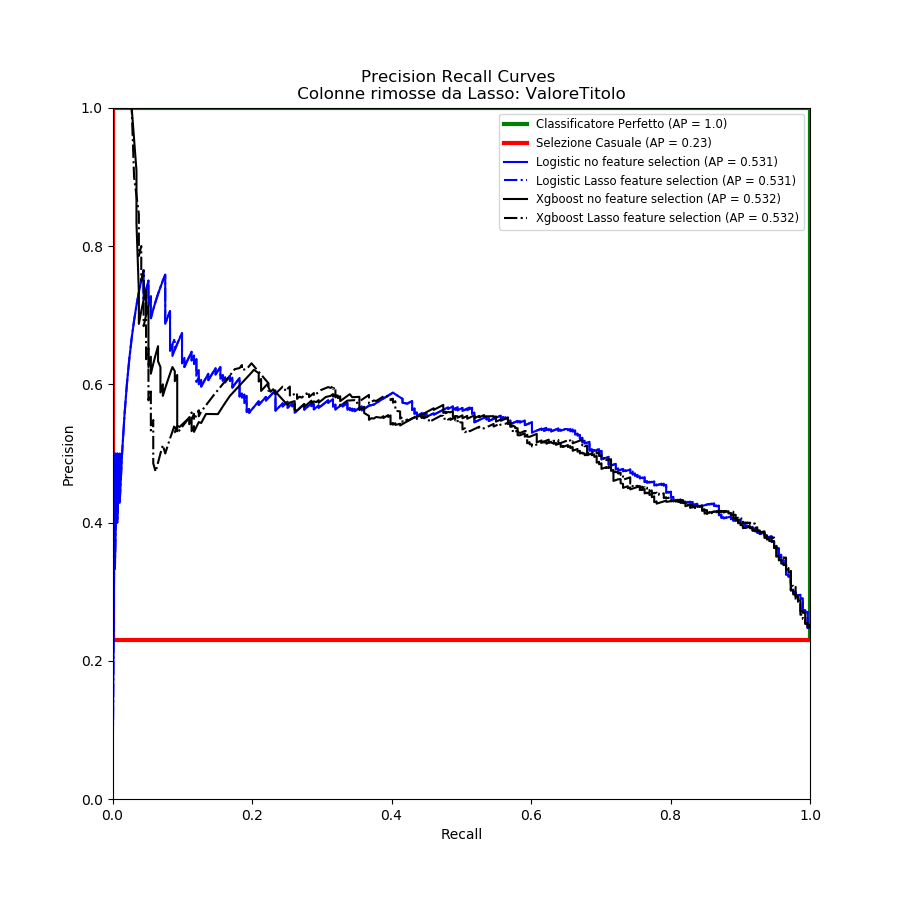 Precision Recall Curves
Colonne rimosse da Lasso: ValoreTitolo
1.0
Classificatore Perfetto (AP = 1.0)
Selezione Casuale (AP = 0.23)
Logistic no feature selection (AP = 0.531)
Logistic Lasso feature selection (AP = 0.531)
Xgboost no feature selection (AP = 0.532)
Xgboost Lasso feature selection (AP = 0.532)
0.8
0.6
Precision
0.4
0.2
0.0
0.0 0.2 0.4 0.6 0.8 1.0
Recall